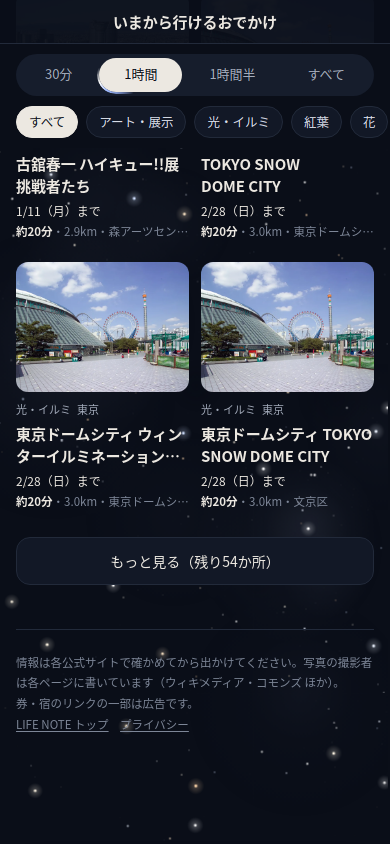 いまから行けるおでかけ
30分 1時間 1時間半 すべて
すべて アート・展示 光・イルミ 紅葉 花
古舘春一 ハイキュー!!展
挑戦者たち
1/11（月）まで
約20分・2.9km・森アーツセン…
TOKYO SNOW
DOME CITY
2/28（日）まで
約20分・3.0km・東京ドームシ…
光・イルミ 東京
東京ドームシティ ウィン
ターイルミネーション…
2/28（日）まで
約20分・3.0km・東京ドームシ…
光・イルミ 東京
東京ドームシティ TOKYO
SNOW DOME CITY
2/28（日）まで
約20分・3.0km・文京区
もっと見る（残り54か所）
情報は各公式サイトで確かめてから出かけてください。写真の撮影者
は各ページに書いています（ウィキメディア・コモンズ ほか）。
券・宿のリンクの一部は広告です。
LIFE NOTE トップ プライバシー